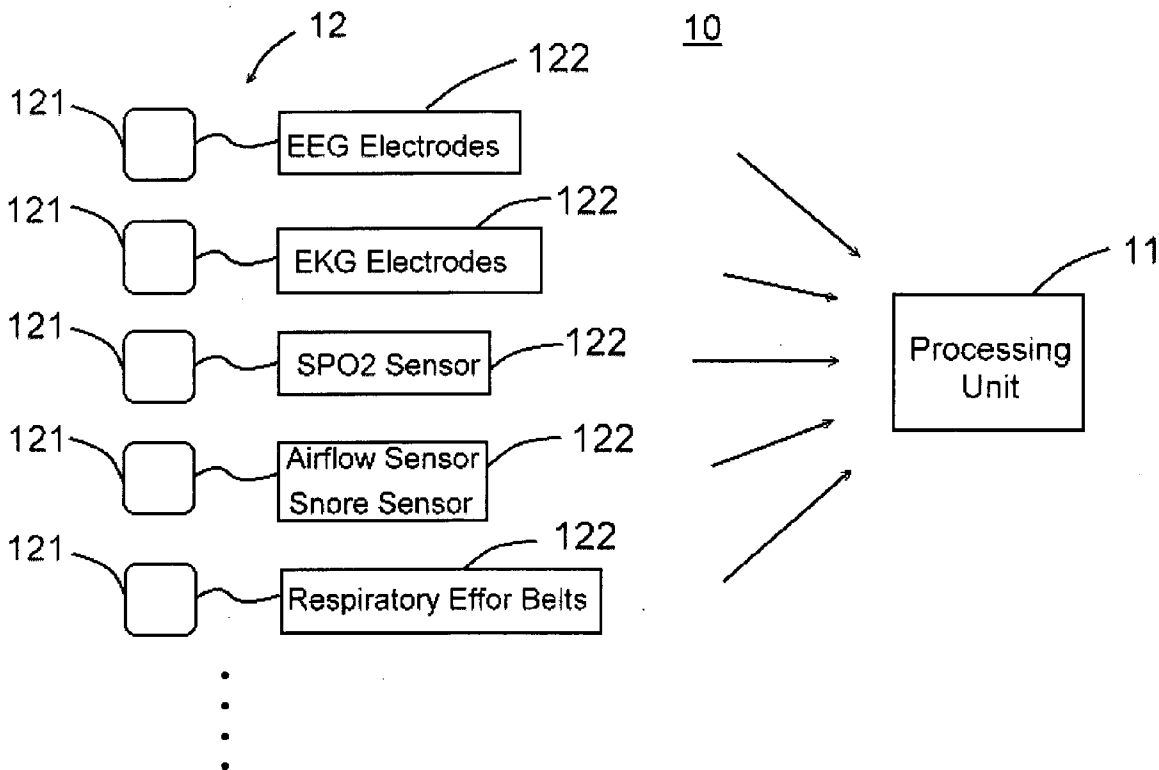 12
10
122
121
EEG Electrodes
122
121
EKG Electrodes
11
121
122
SPO2 Sensor
Processing
Unit
121
122
Airflow Sensor
Snore Sensor
121
122
Respiratory Effor Belts